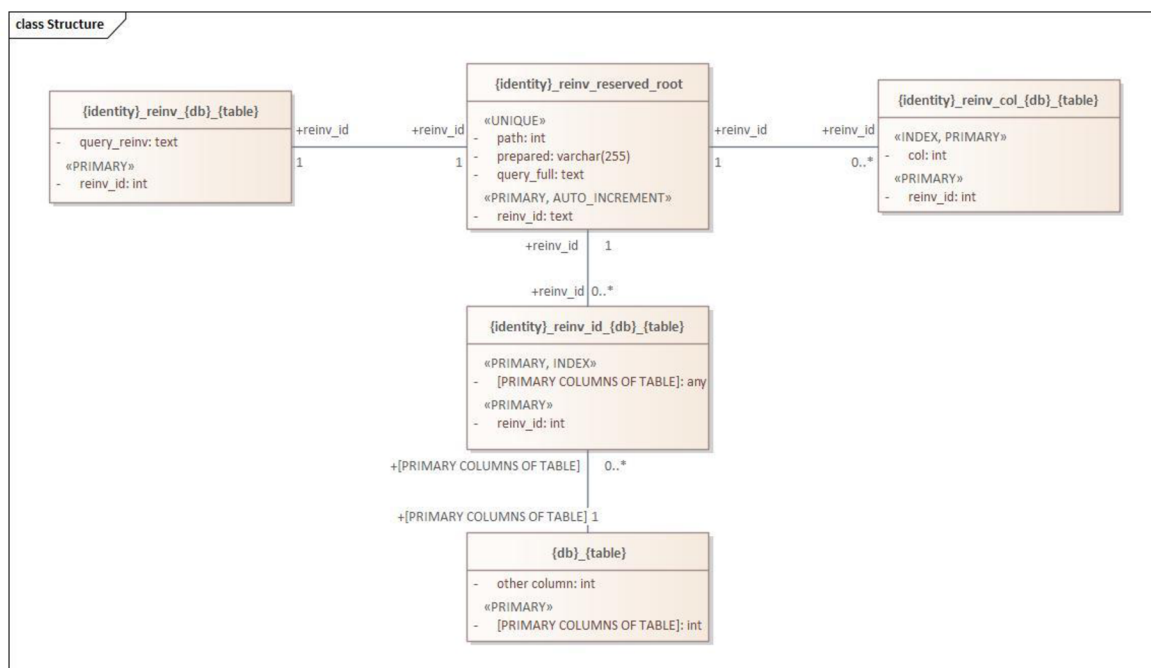 class Structure
{identity}_reinv_{db}_{table}
- query_reinv: text
«PRIMARY»
- reinv_id: int
+reinv_id
1
+reinv_id
1
{identity}_reinv_reserved_root
«UNIQUE»
- path: int
- prepared: varchar(255)
- query_full: text
«PRIMARY, AUTO_INCREMENT»
- reinv_id: text
+reinv_id
1
+reinv_id
0..*
{identity}_reinv_col_{db}_{table}
«INDEX, PRIMARY»
- col: int
«PRIMARY»
- reinv_id: int
+reinv_id 1
+reinv_id 0..*
{identity}_reinv_id_{db}_{table}
«PRIMARY, INDEX»
- [PRIMARY COLUMNS OF TABLE]: any
«PRIMARY»
- reinv_id: int
+[PRIMARY COLUMNS OF TABLE] 0..*
+[PRIMARY COLUMNS OF TABLE] 1
{db}_{table}
- other column: int
«PRIMARY»
- [PRIMARY COLUMNS OF TABLE]: int